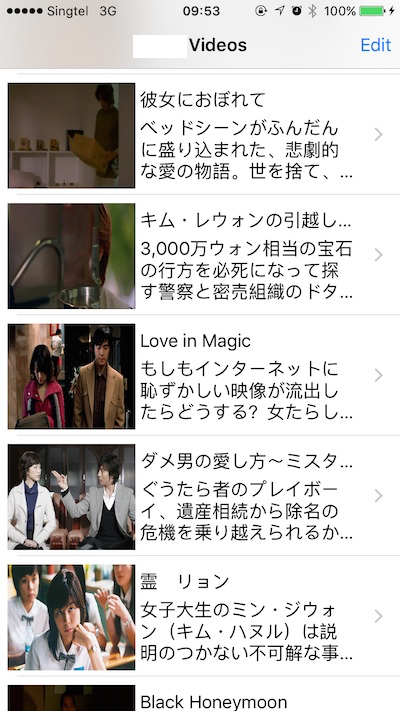 Singtel 3G 09:53 100%
Videos Edit
彼女におぼれて
ベッドシーンがふんだん
に盛り込まれた、悲劇的
な愛の物語。世を捨て、...
キム・レウォンの引越し...
3,000万ウォン相当の宝石
の行方を必死になって探
す警察と密売組織のドタ...
Love in Magic
もしもインターネットに
恥ずかしい映像が流出し
たらどうする？女たらし...
ダメ男の愛し方～ミスタ...
ぐうたら者のプレイボー
イ、遺産相続から除名の
危機を乗り越えられるか...
霊　リョン
女子大生のミン・ジウォ
ン（キム・ハヌル）は説
明のつかない不可解な事...
Black Honeymoon